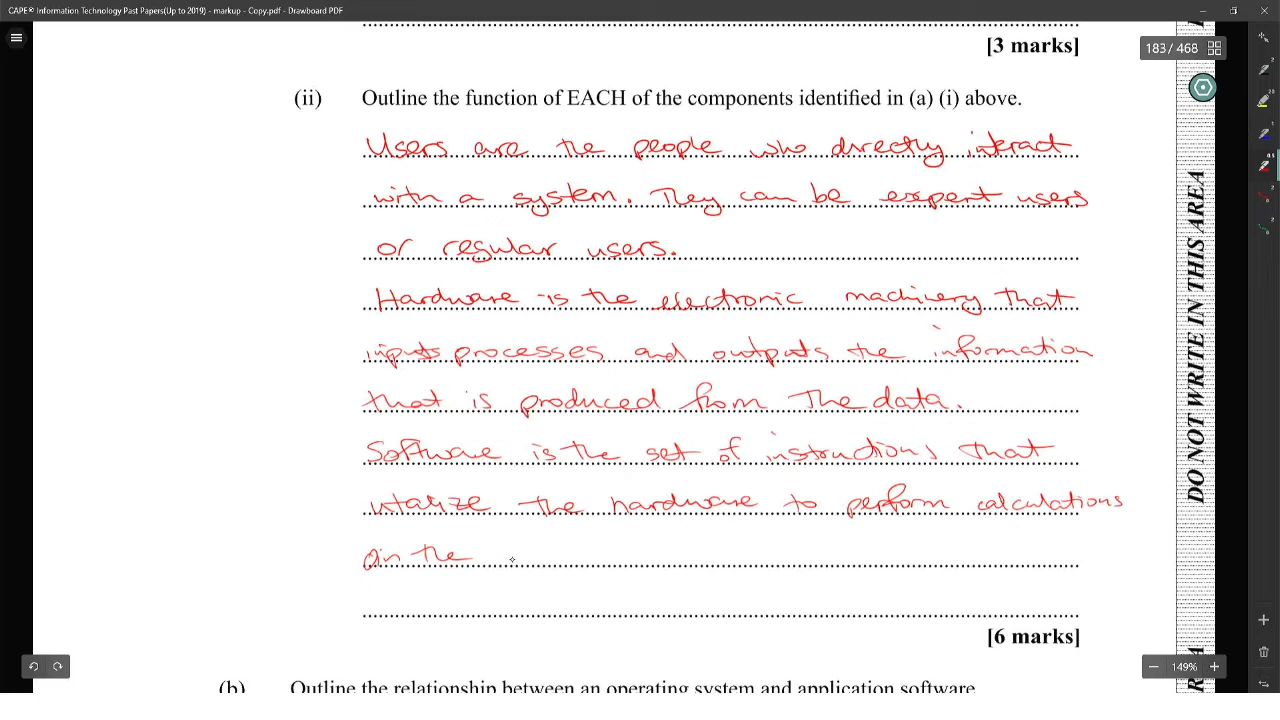 CAPE® Information Technology Past Papers(Up to 2019) - markup - Copy.pdf - Drawboard PDF
[3 marks]
183 / 468
(ii) Outline the function of EACH of the components identified in (a) (i) above.
Users are the people who directly interact
with a system. They can be expert users
or regular users.
Hardware is the electronic machinery that
inputs processes and outputs the information
that is produced from the data.
Software is the set of instructions that
utalize the hardware to perform calculations
on the
[6 marks]
DO NOT WRITE IN THIS AREA
149%
(b) Outline the relationship between an operating system and application software